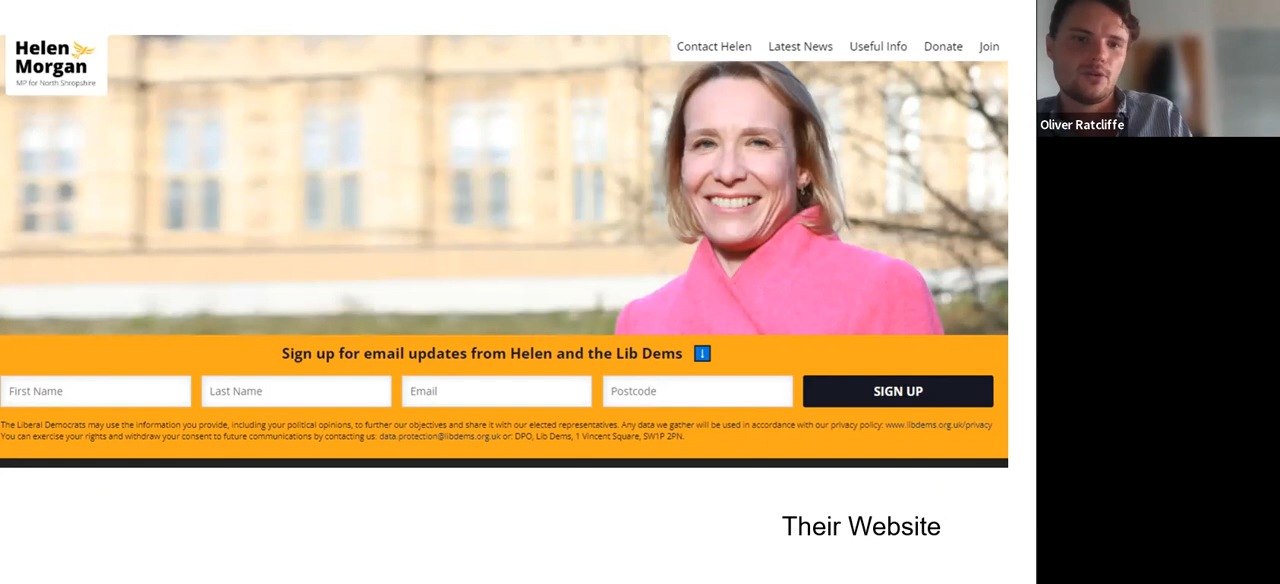 Helen
Morgan
MP for North Shropshire
Contact Helen Latest News Useful Info Donate Join
Oliver Ratcliffe
Sign up for email updates from Helen and the Lib Dems
First Name Last Name Email Postcode SIGN UP
The Liberal Democrats may use the information you provide, including your political opinions, to further our objectives and share it with our elected representatives. Any data we gather will be used in accordance with our privacy policy: www.libdems.org.uk/privacy
You can exercise your rights and withdraw your consent to future communications by contacting us: data.protection@libdems.org.uk or: DPO, Lib Dems, 1 Vincent Square, SW1P 2PN.
Their Website